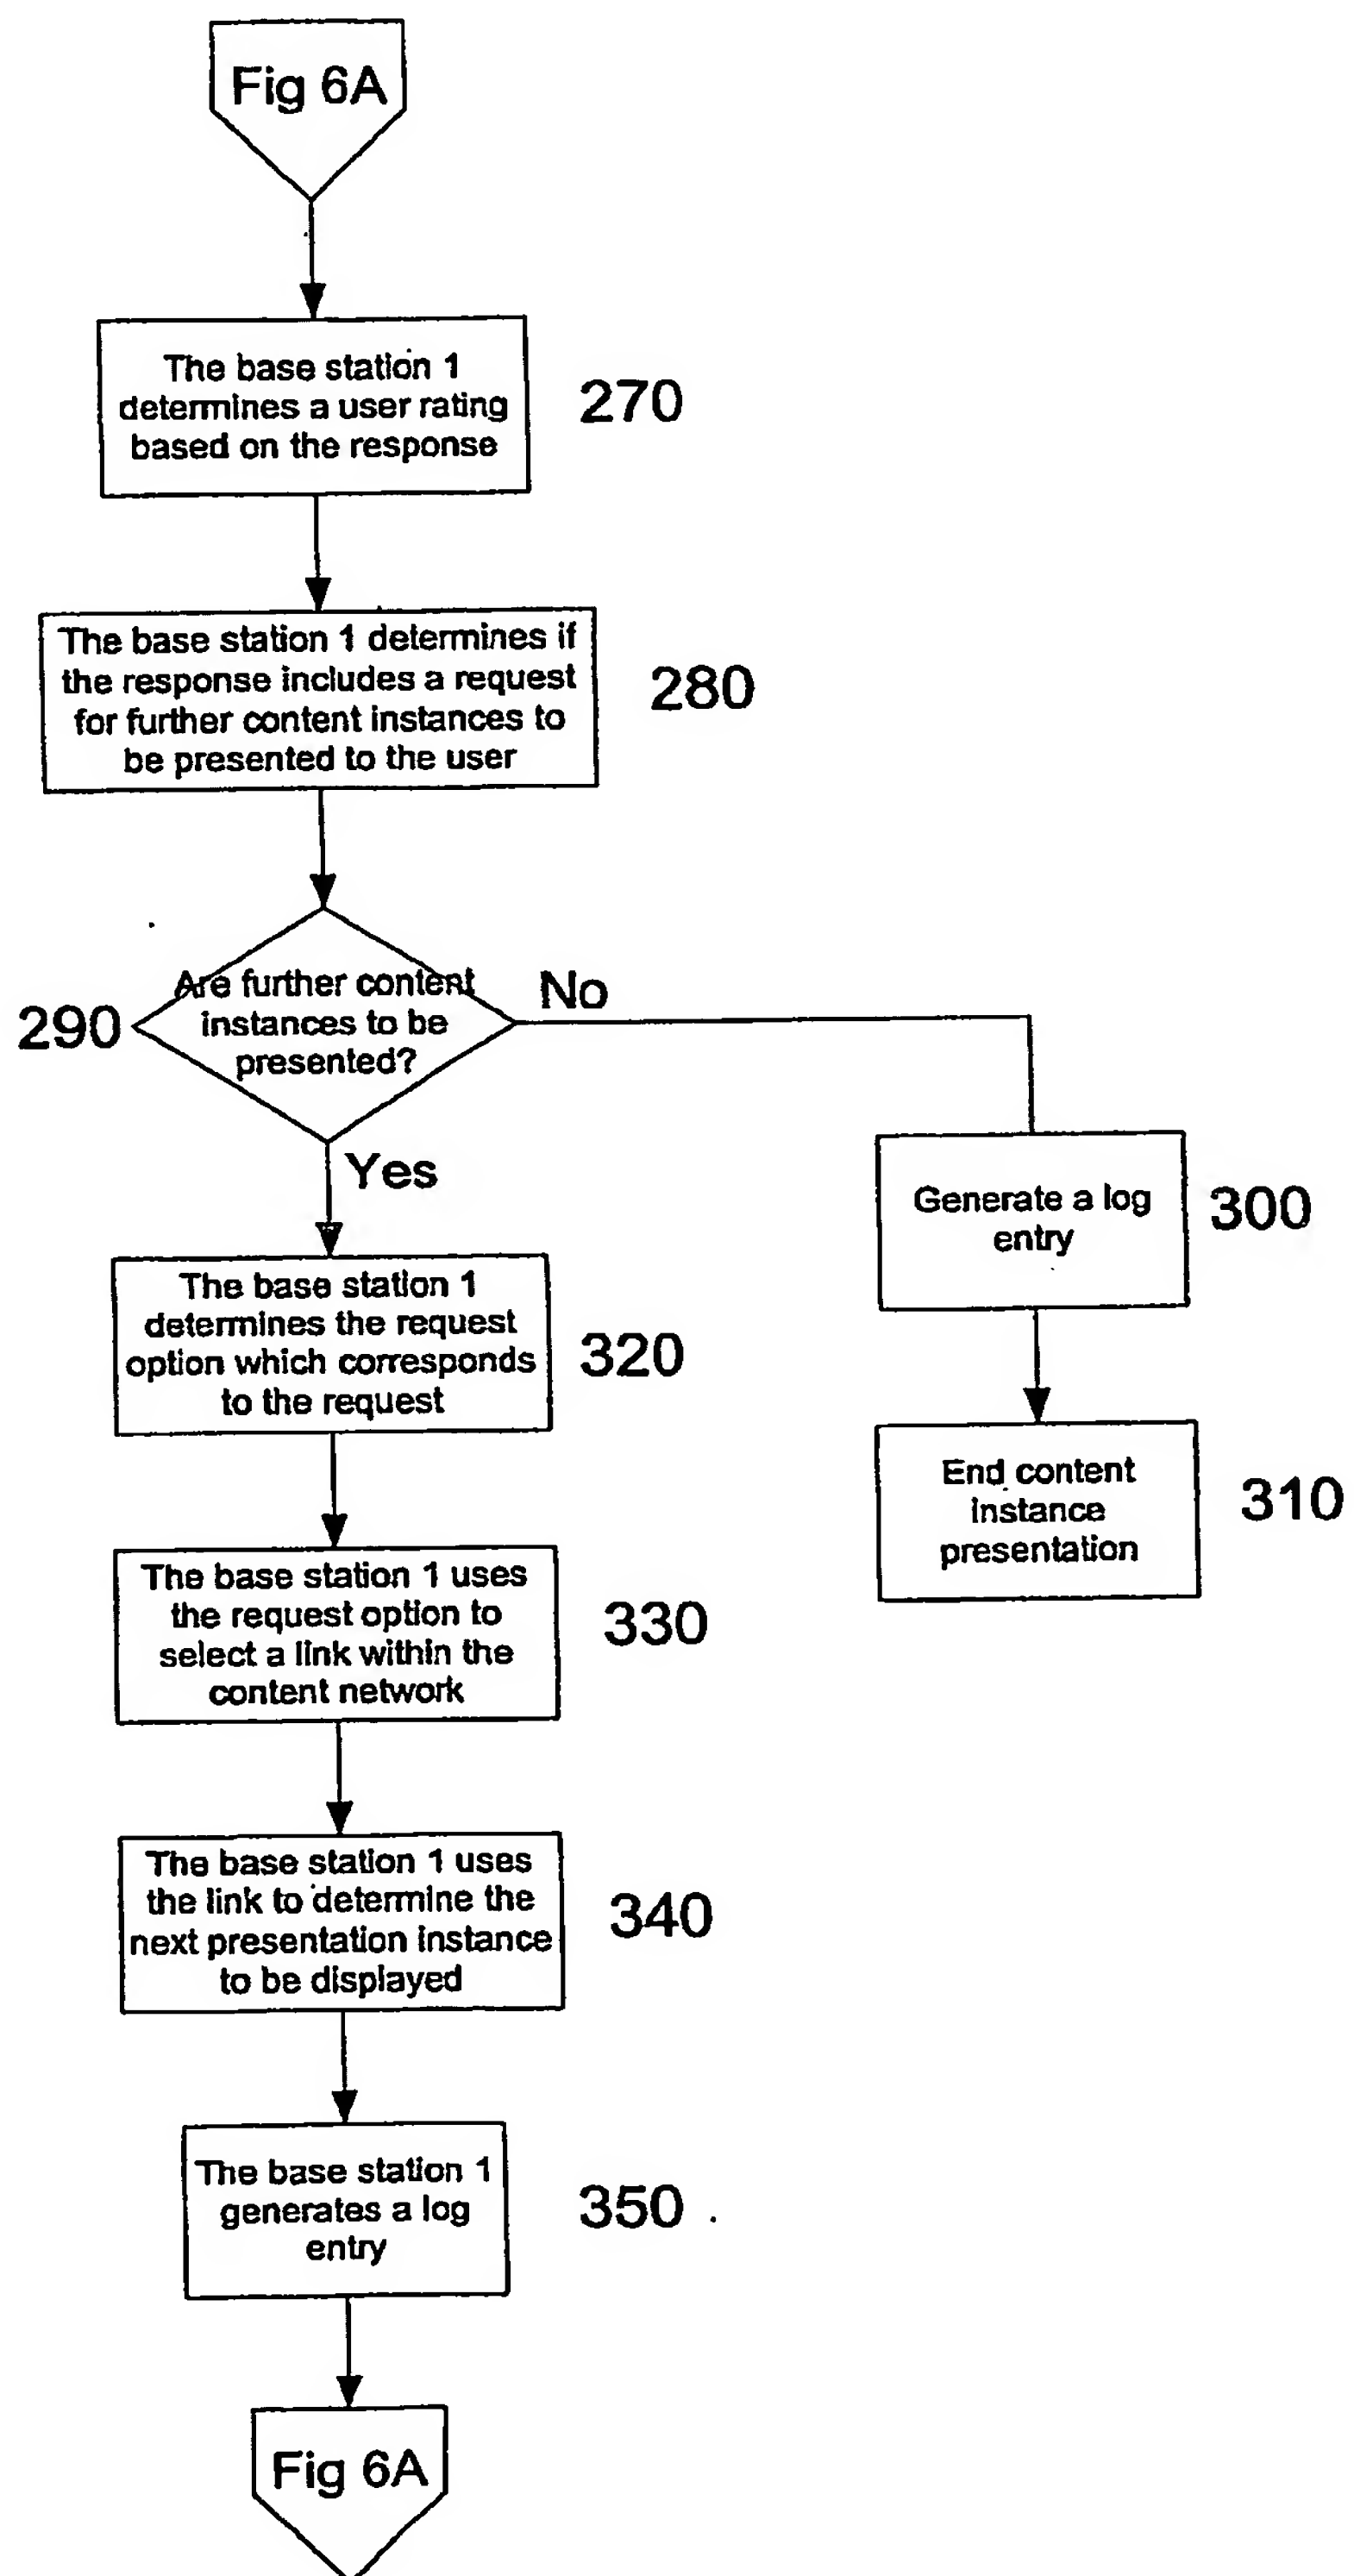 Fig 6A
The base station 1
determines a user rating
based on the response
270
The base station 1 determines if
the response includes a request
for further content instances to
be presented to the user
280
290
Are further content
instances to be
presented?
No
Yes
Generate a log
entry
300
The base station 1
determines the request
option which corresponds
to the request
320
End content
instance
presentation
310
The base station 1 uses
the request option to
select a link within the
content network
330
The base station 1 uses
the link to determine the
next presentation instance
to be displayed
340
The base station 1
generates a log
entry
350
Fig 6A